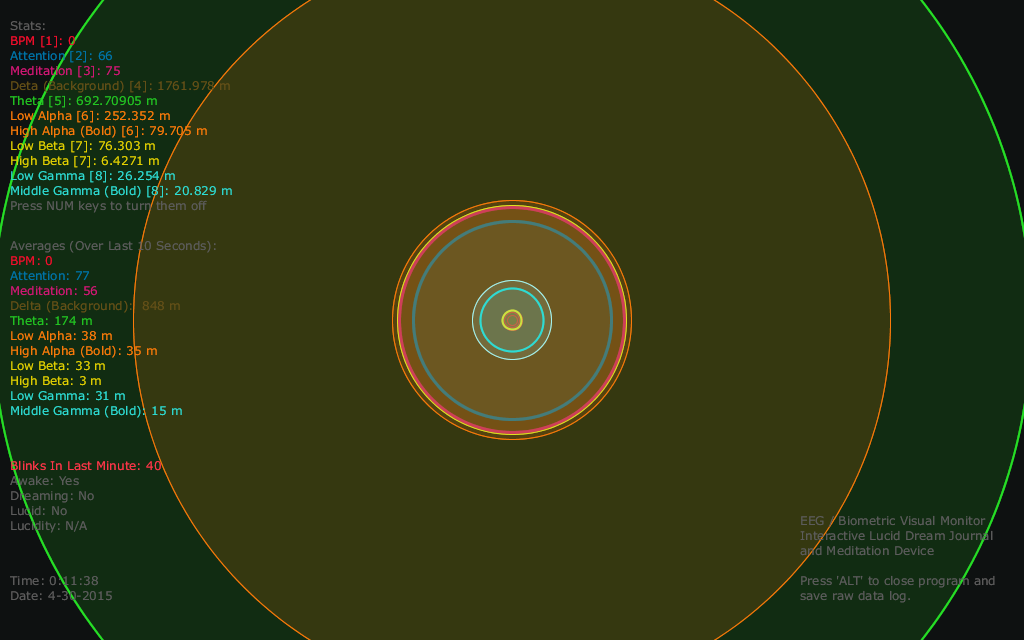 Stats:
BPM [1]: 0
Attention [2]: 66
Meditation [3]: 75
Deta (Background) [4]: 1761.978 m
Theta [5]: 692.70905 m
Low Alpha [6]: 252.352 m
High Alpha (Bold) [6]: 79.705 m
Low Beta [7]: 76.303 m
High Beta [7]: 6.4271 m
Low Gamma [8]: 26.254 m
Middle Gamma (Bold) [8]: 20.829 m
Press NUM keys to turn them off
Averages (Over Last 10 Seconds):
BPM: 0
Attention: 77
Meditation: 56
Delta (Background): 848 m
Theta: 174 m
Low Alpha: 38 m
High Alpha (Bold): 35 m
Low Beta: 33 m
High Beta: 3 m
Low Gamma: 31 m
Middle Gamma (Bold): 15 m
Blinks In Last Minute: 40
Awake: Yes
Dreaming: No
Lucid: No
Lucidity: N/A
Time: 0:11:38
Date: 4-30-2015
EEG / Biometric Visual Monitor
Interactive Lucid Dream Journal
and Meditation Device
Press 'ALT' to close program and
save raw data log.